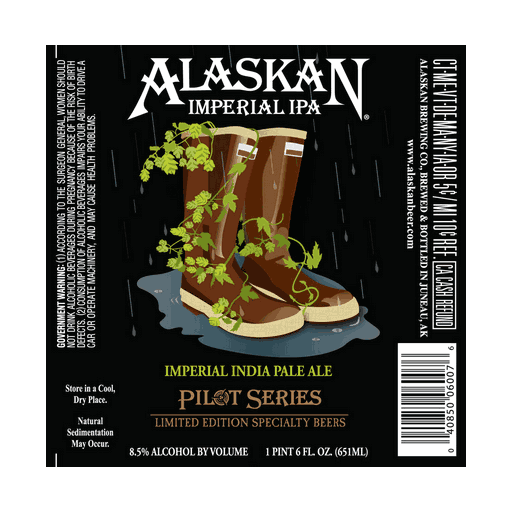 ALASKAN
IMPERIAL IPA
®
IMPERIAL INDIA PALE ALE
PILOT SERIES
LIMITED EDITION SPECIALTY BEERS
8.5% ALCOHOL BY VOLUME 1 PINT 6 FL. OZ. (651ML)
Store in a Cool,
Dry Place.
Natural
Sedimentation
May Occur.
GOVERNMENT WARNING: (1) ACCORDING TO THE SURGEON GENERAL, WOMEN SHOULD
NOT DRINK ALCOHOLIC BEVERAGES DURING PREGNANCY BECAUSE OF THE RISK OF BIRTH
DEFECTS. (2) CONSUMPTION OF ALCOHOLIC BEVERAGES IMPAIRS YOUR ABILITY TO DRIVE A
CAR OR OPERATE MACHINERY, AND MAY CAUSE HEALTH PROBLEMS.
CT·ME·VT·DE·MA·NY·IA·OR 5¢/MI 10¢ REF. CA CASH REFUND
ALASKAN BREWING CO., BREWED & BOTTLED IN JUNEAU, AK
www.alaskanbeer.com
0 40850 06007 6